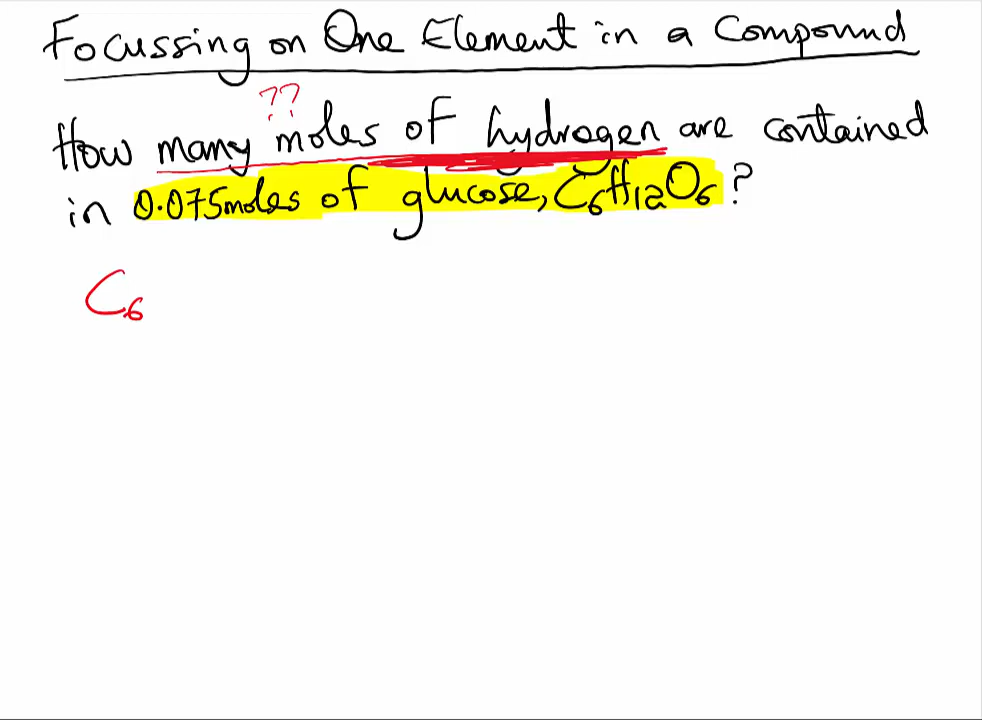 Focussing on One Element in a Compound
??
How many moles of hydrogen are contained
in 0.075moles of glucose, C₆H₁₂O₆?
C₆